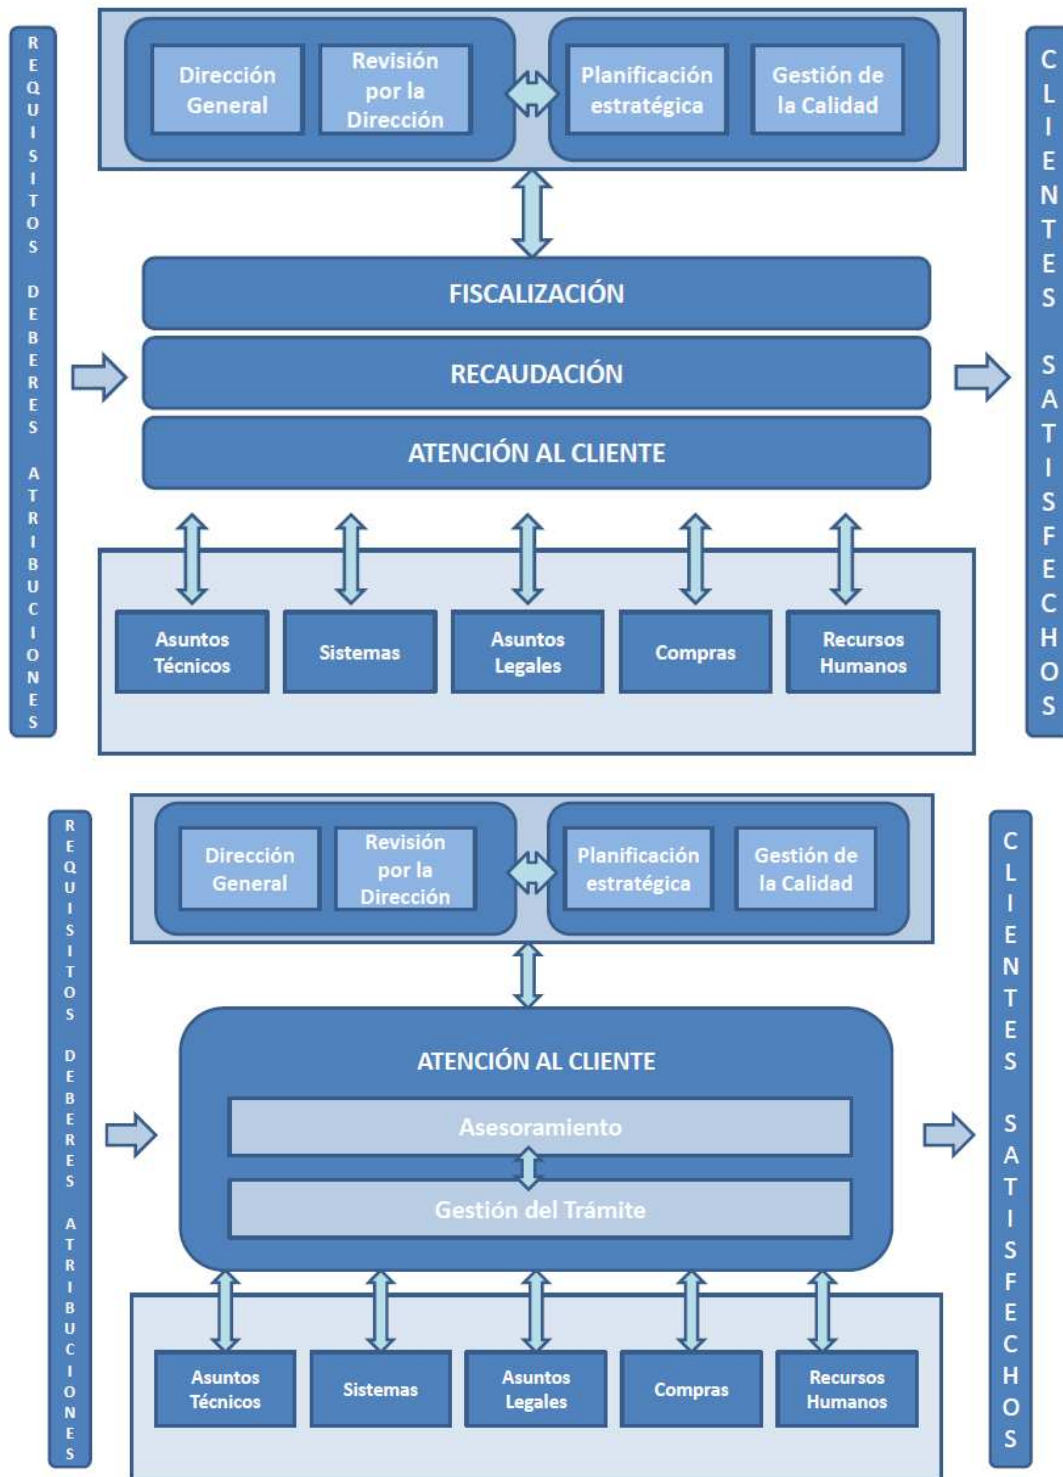 REQUISITOS DEBERES ATRIBUCIONES
Dirección
General
Revisión
por la
Dirección
Planificación
estratégica
Gestión de
la Calidad
FISCALIZACIÓN
RECAUDACIÓN
ATENCIÓN AL CLIENTE
Asuntos
Técnicos
Sistemas
Asuntos
Legales
Compras
Recursos
Humanos
CLIENTES SATISFECHOS
REQUISITOS DEBERES ATRIBUCIONES
Dirección
General
Revisión
por la
Dirección
Planificación
estratégica
Gestión de
la Calidad
ATENCIÓN AL CLIENTE
Asesoramiento
Gestión del Trámite
Asuntos
Técnicos
Sistemas
Asuntos
Legales
Compras
Recursos
Humanos
CLIENTES SATISFECHOS